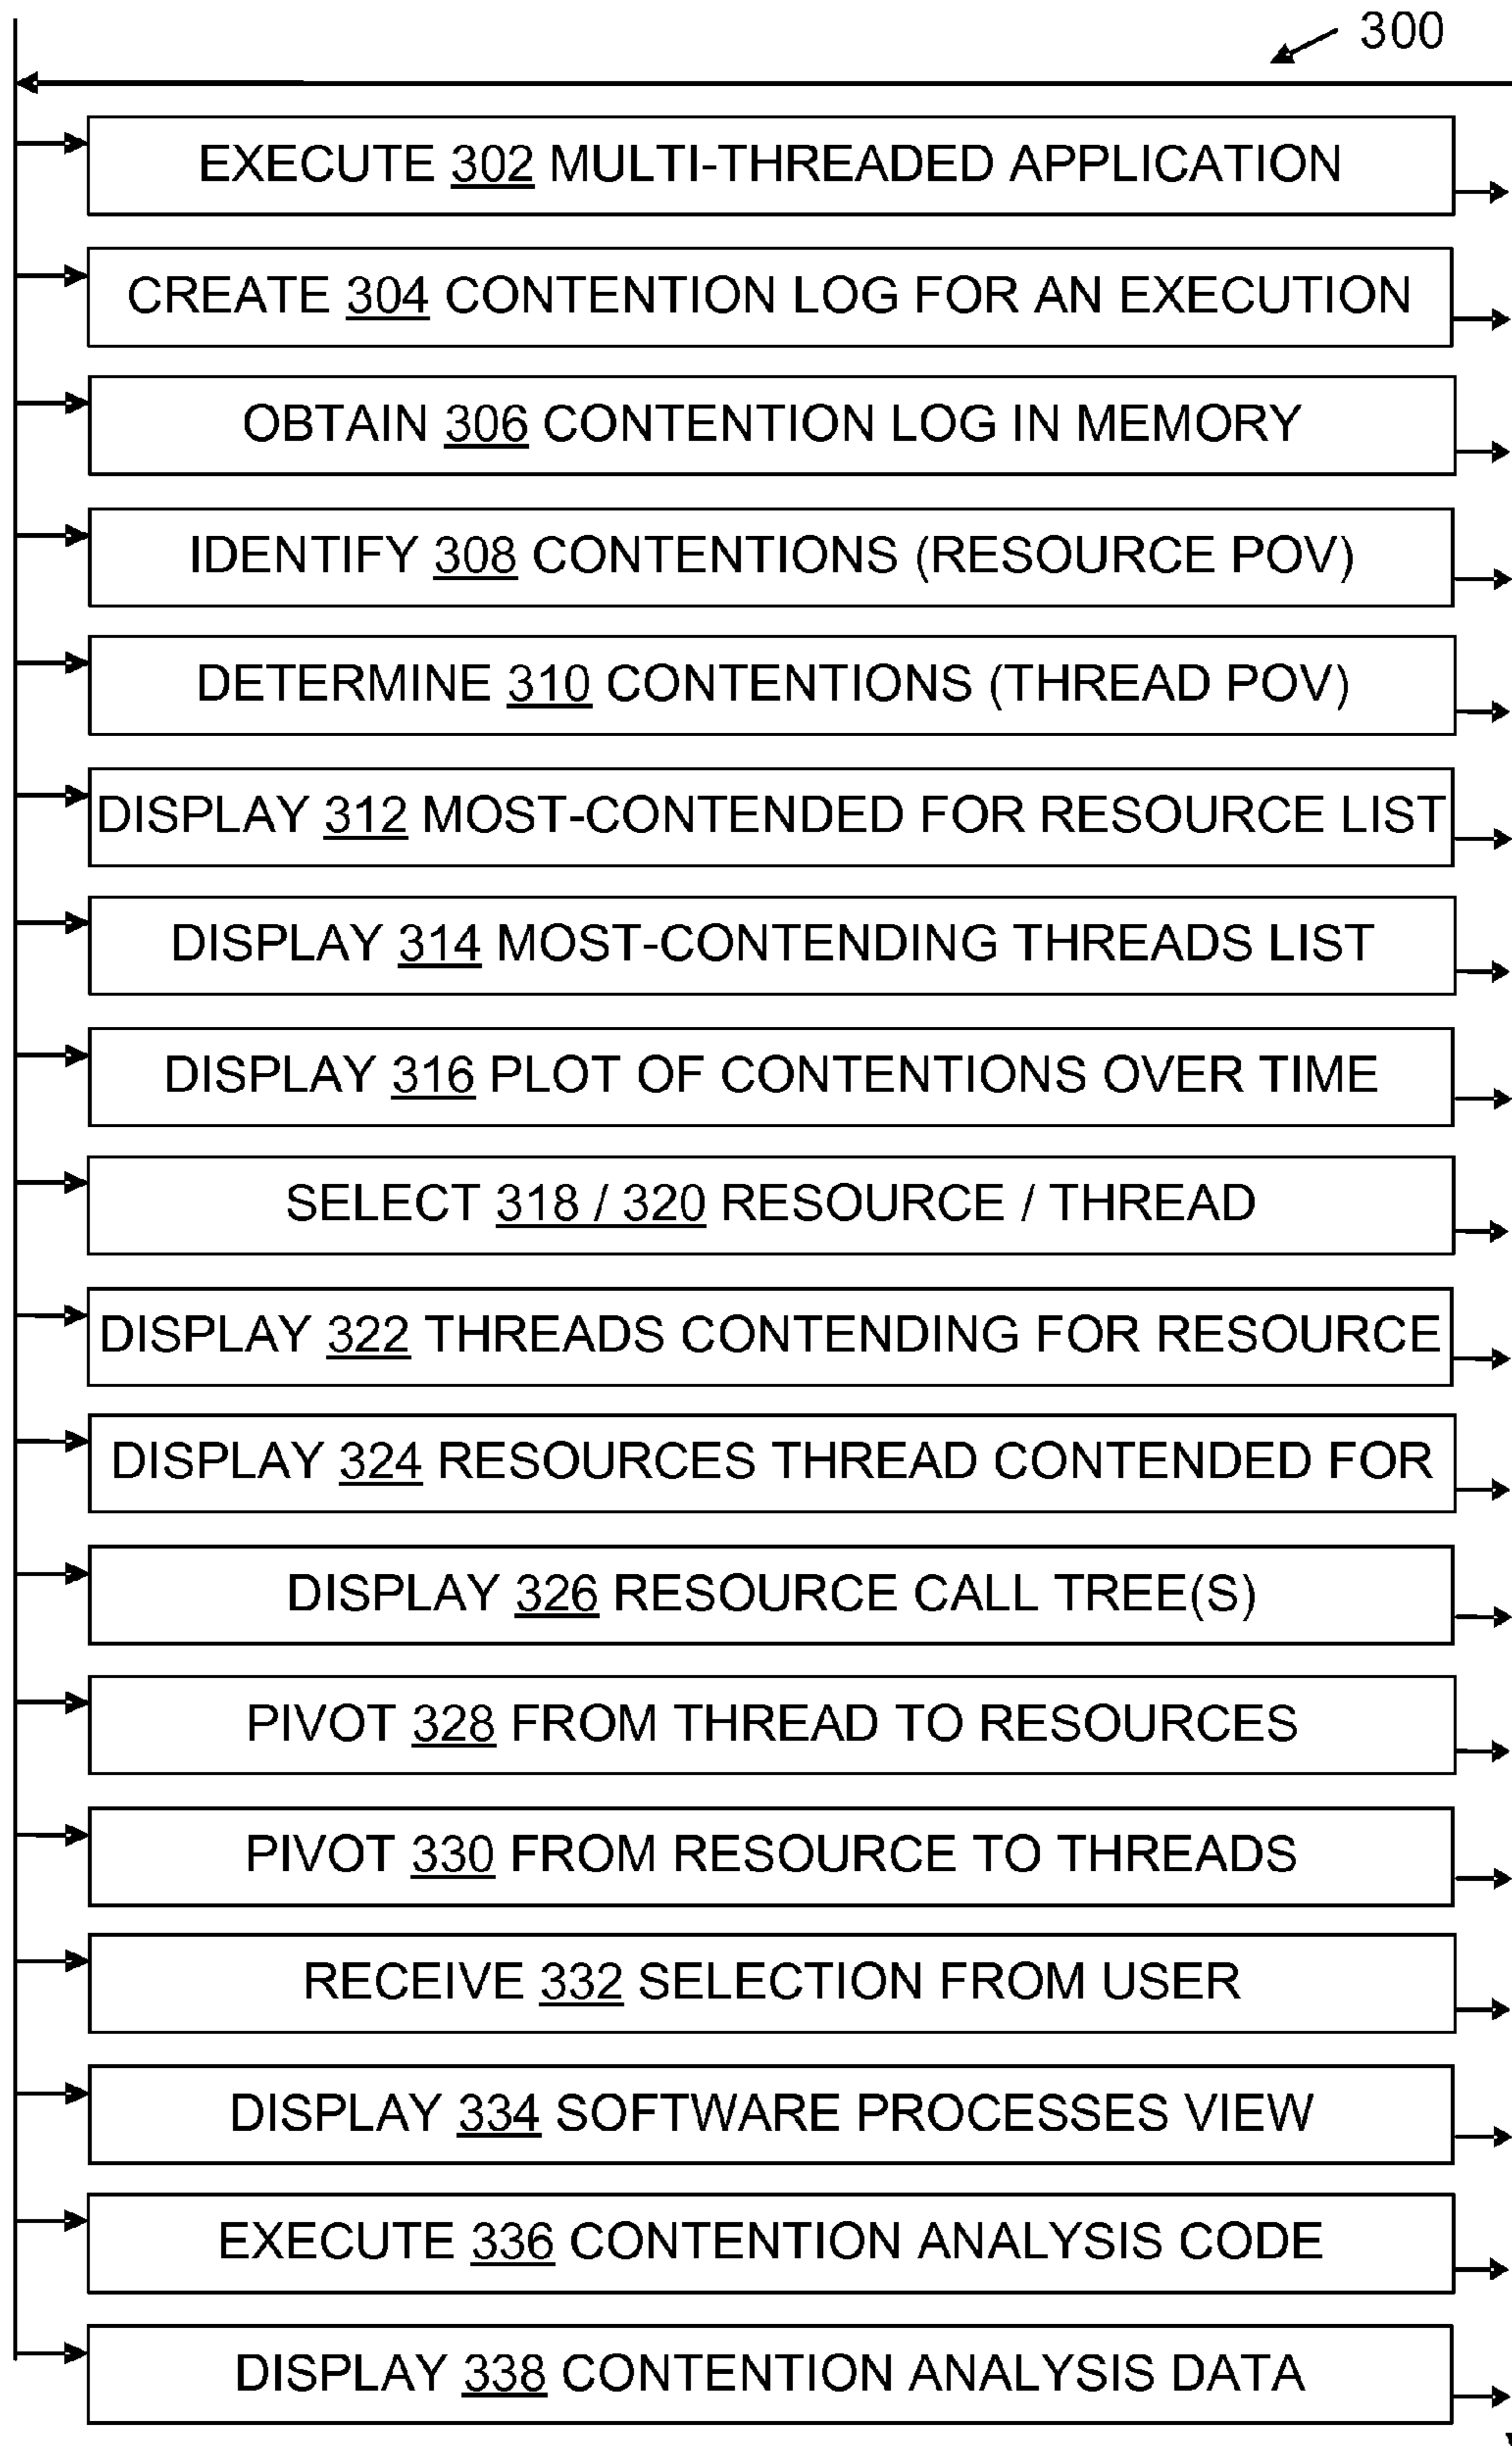 300
EXECUTE 302 MULTI-THREADED APPLICATION
CREATE 304 CONTENTION LOG FOR AN EXECUTION
OBTAIN 306 CONTENTION LOG IN MEMORY
IDENTIFY 308 CONTENTIONS (RESOURCE POV)
DETERMINE 310 CONTENTIONS (THREAD POV)
DISPLAY 312 MOST-CONTENDED FOR RESOURCE LIST
DISPLAY 314 MOST-CONTENDING THREADS LIST
DISPLAY 316 PLOT OF CONTENTIONS OVER TIME
SELECT 318 / 320 RESOURCE / THREAD
DISPLAY 322 THREADS CONTENDING FOR RESOURCE
DISPLAY 324 RESOURCES THREAD CONTENDED FOR
DISPLAY 326 RESOURCE CALL TREE(S)
PIVOT 328 FROM THREAD TO RESOURCES
PIVOT 330 FROM RESOURCE TO THREADS
RECEIVE 332 SELECTION FROM USER
DISPLAY 334 SOFTWARE PROCESSES VIEW
EXECUTE 336 CONTENTION ANALYSIS CODE
DISPLAY 338 CONTENTION ANALYSIS DATA